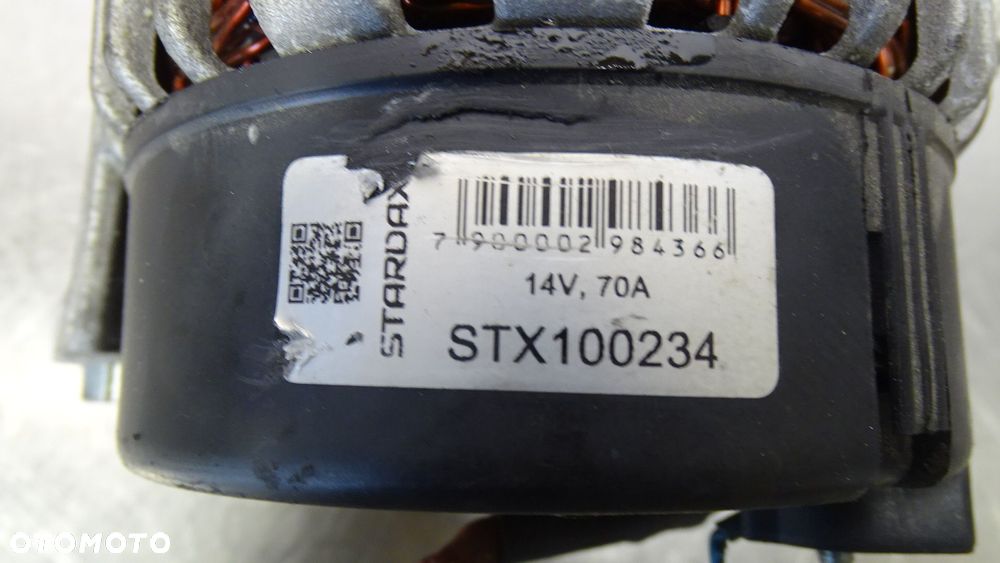 STARDAX
7 900002 984366
14V, 70A
STX100234
OTOMOTO